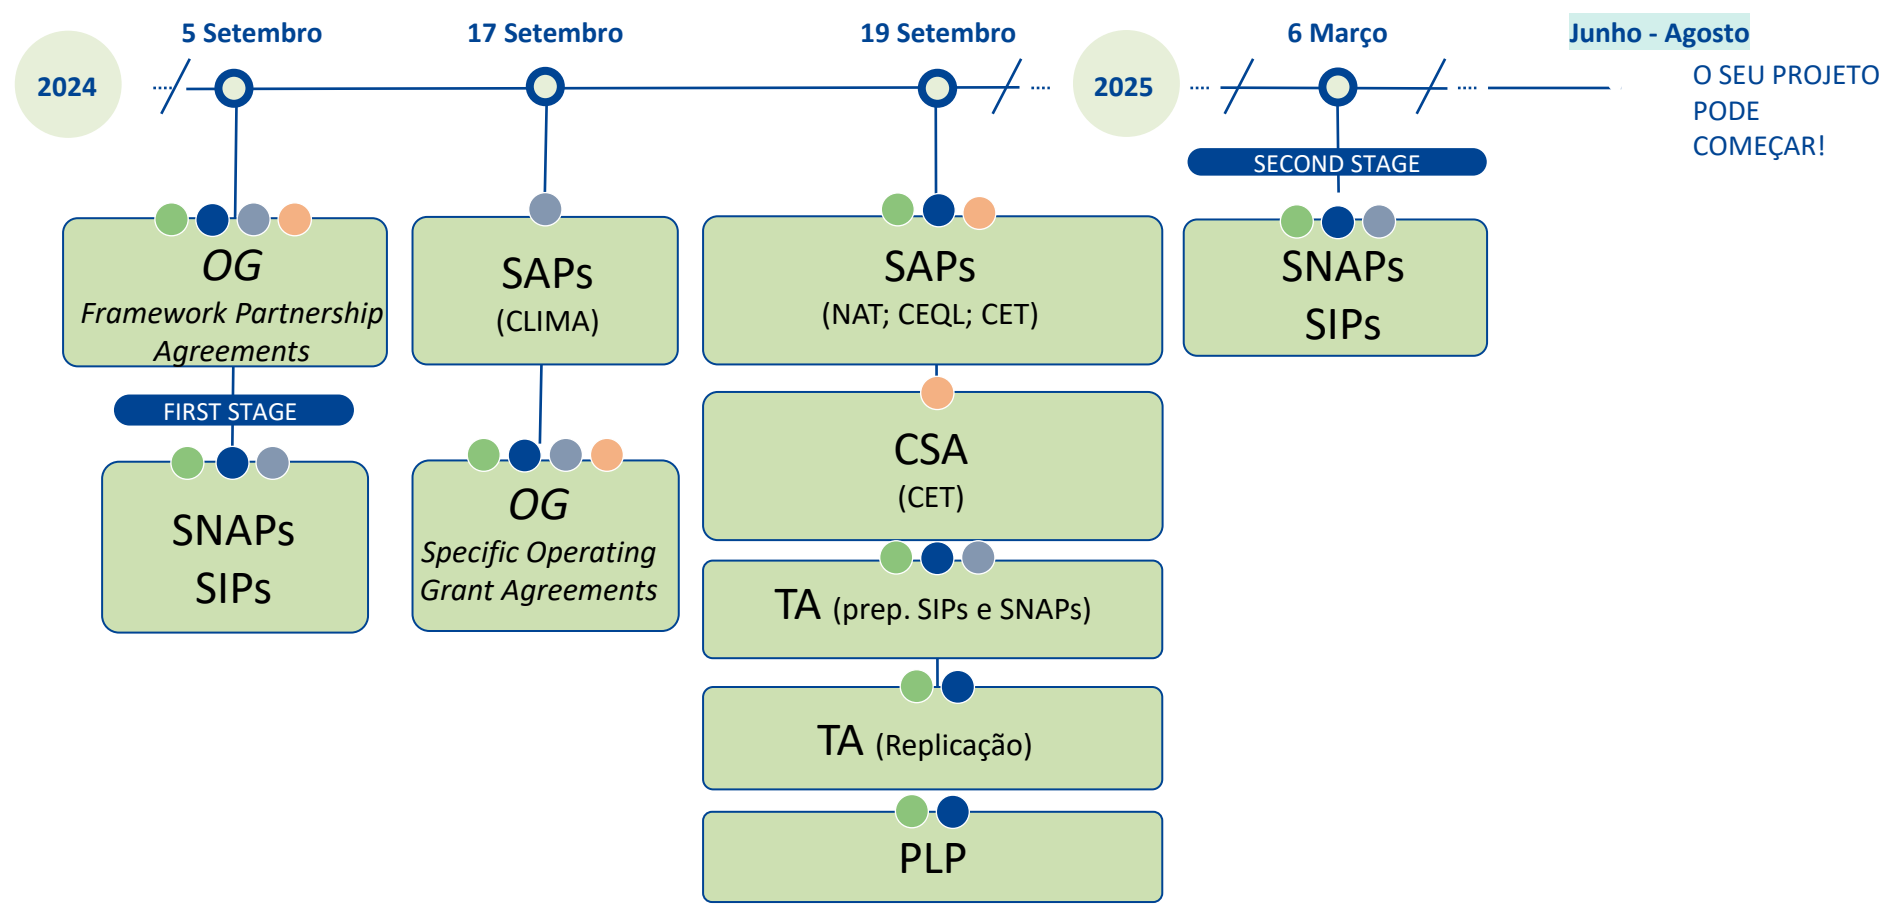 5 Setembro
17 Setembro
19 Setembro
6 Março
Junho - Agosto
2024
2025
O SEU PROJETO
PODE
COMEÇAR!
OG
Framework Partnership
Agreements
FIRST STAGE
SNAPs
SIPs
SAPs
(CLIMA)
OG
Specific Operating
Grant Agreements
SAPs
(NAT; CEQL; CET)
CSA
(CET)
TA (prep. SIPs e SNAPs)
TA (Replicação)
PLP
SECOND STAGE
SNAPs
SIPs